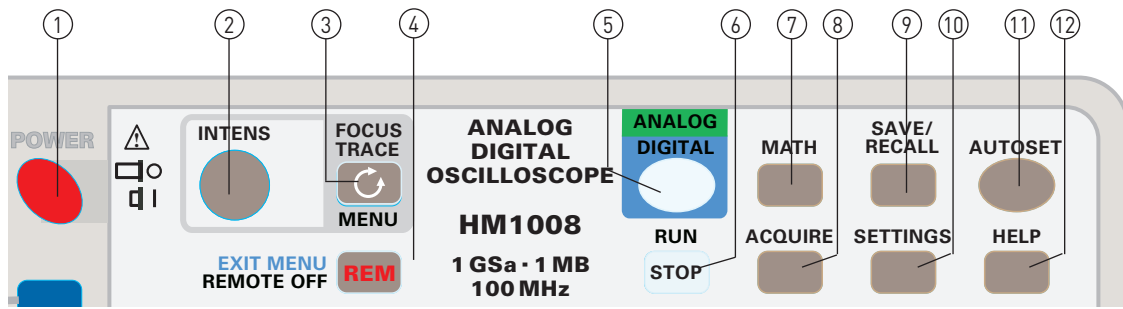 1 2 3 4 5 6 7 8 9 10 11 12
POWER
INTENS
FOCUS
TRACE
MENU
EXIT MENU
REMOTE OFF
REM
ANALOG
DIGITAL
OSCILLOSCOPE
HM1008
1 GSa · 1 MB
100 MHz
ANALOG
DIGITAL
RUN
STOP
MATH
SAVE/
RECALL
AUTOSET
ACQUIRE
SETTINGS
HELP